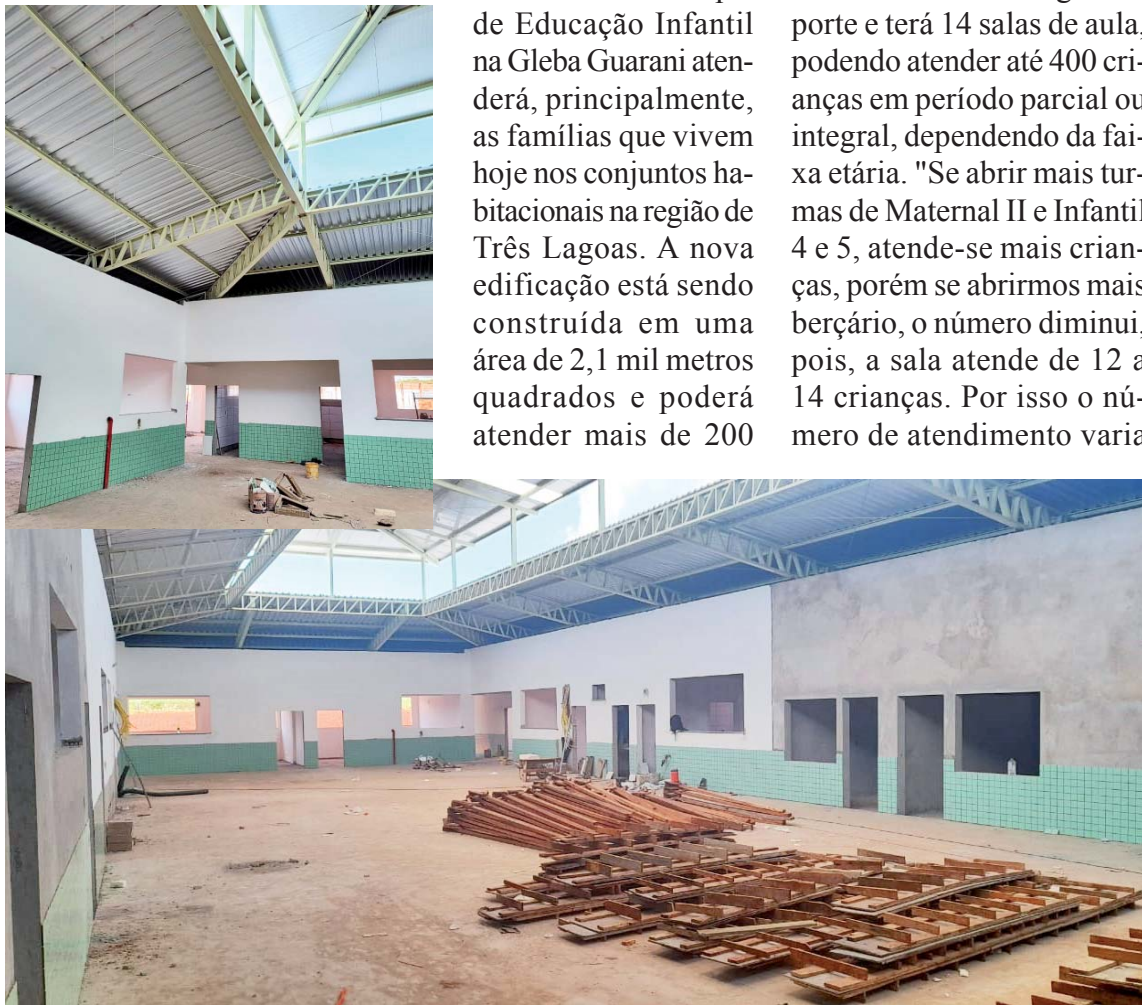 de Educação Infantil
na Gleba Guarani aten-
derá, principalmente,
as famílias que vivem
hoje nos conjuntos ha-
bitacionais na região de
Três Lagoas. A nova
edificação está sendo
construída em uma
área de 2,1 mil metros
quadrados e poderá
atender mais de 200
porte e terá 14 salas de aula,
podendo atender até 400 cri-
anças em período parcial ou
integral, dependendo da fai-
xa etária. "Se abrir mais tur-
mas de Maternal II e Infantil
4 e 5, atende-se mais crian-
ças, porém se abrirmos mais
berçário, o número diminui,
pois, a sala atende de 12 a
14 crianças. Por isso o nú-
mero de atendimento varia